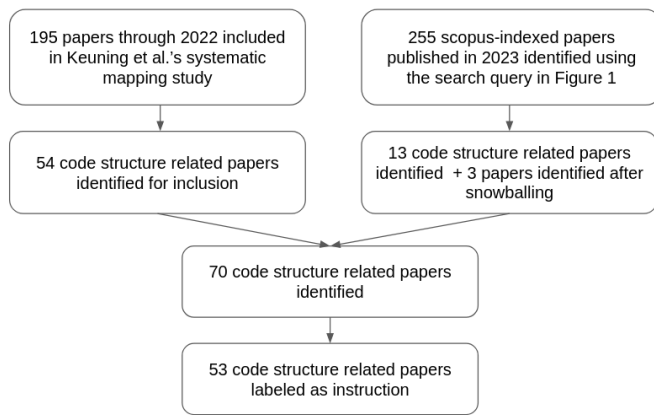 195 papers through 2022 included
in Keuning et al.'s systematic
mapping study
255 scopus-indexed papers
published in 2023 identified using
the search query in Figure 1
54 code structure related papers
identified for inclusion
13 code structure related papers
identified + 3 papers identified after
snowballing
70 code structure related papers
identified
53 code structure related papers
labeled as instruction